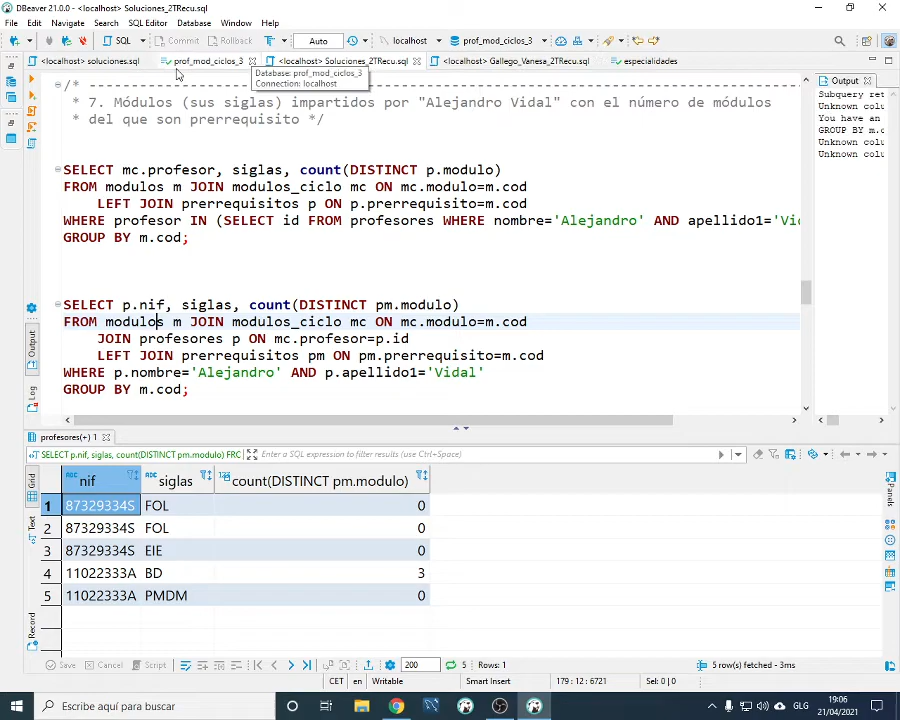 DBeaver 21.0.0 - <localhost> Soluciones_2TRecu.sql
File Edit Navigate Search SQL Editor Database Window Help
SQL Commit Rollback Auto localhost prof_mod_ciclos_3
<localhost> soluciones.sql prof_mod_ciclos_3 <localhost> Soluciones_2TRecu.sql <localhost> Gallego_Vanesa_2TRecu.sql especialidades
Database: prof_mod_ciclos_3
Connection: localhost
Output
/* ----------------------------------------------------------------
* 7. Módulos (sus siglas) impartidos por "Alejandro Vidal" con el número de módulos
* del que son prerrequisito */
Subquery ret
Unknown colu
You have an
GROUP BY m.c
Unknown colu
Unknown colu
SELECT mc.profesor, siglas, count(DISTINCT p.modulo)
FROM modulos m JOIN modulos_ciclo mc ON mc.modulo=m.cod
LEFT JOIN prerrequisitos p ON p.prerrequisito=m.cod
WHERE profesor IN (SELECT id FROM profesores WHERE nombre='Alejandro' AND apellido1='Vi
GROUP BY m.cod;
SELECT p.nif, siglas, count(DISTINCT pm.modulo)
FROM modulos m JOIN modulos_ciclo mc ON mc.modulo=m.cod
JOIN profesores p ON mc.profesor=p.id
LEFT JOIN prerrequisitos pm ON pm.prerrequisito=m.cod
WHERE p.nombre='Alejandro' AND p.apellido1='Vidal'
GROUP BY m.cod;
Output
Log
profesores(+) 1
SELECT p.nif, siglas, count(DISTINCT pm.modulo) FRC Enter a SQL expression to filter results (use Ctrl+Space)
Grid
Text
Record
Panels
nif siglas count(DISTINCT pm.modulo)
1 87329334S FOL 0
2 87329334S FOL 0
3 87329334S EIE 0
4 11022333A BD 3
5 11022333A PMDM 0
Save Cancel Script 200 5 Rows: 1 5 row(s) fetched - 3ms
CET en Writable Smart Insert 179 : 12 : 6721 Sel: 0 | 0
Escribe aquí para buscar GLG 19:06
21/04/2021